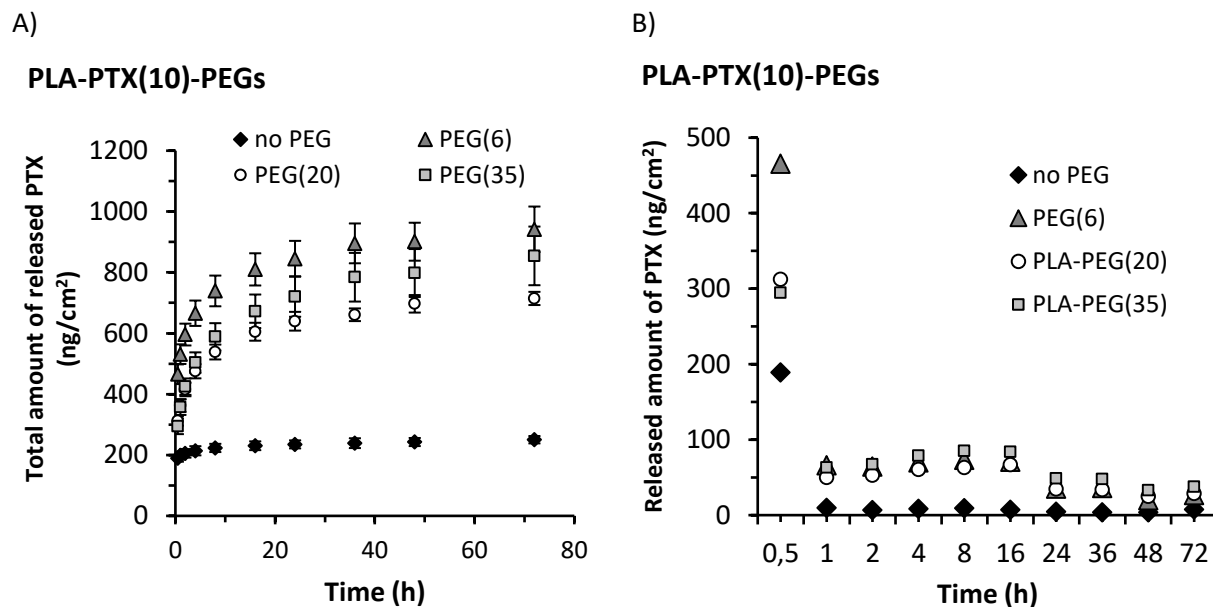 A)
PLA-PTX(10)-PEGs
no PEG
PEG(6)
PEG(20)
PEG(35)
Total amount of released PTX
(ng/cm²)
1200
1000
800
600
400
200
0
0
20
40
60
80
Time (h)
B)
PLA-PTX(10)-PEGs
no PEG
PEG(6)
PLA-PEG(20)
PLA-PEG(35)
Released amount of PTX (ng/cm²)
500
400
300
200
100
0
0,5
1
2
4
8
16
24
36
48
72
Time (h)